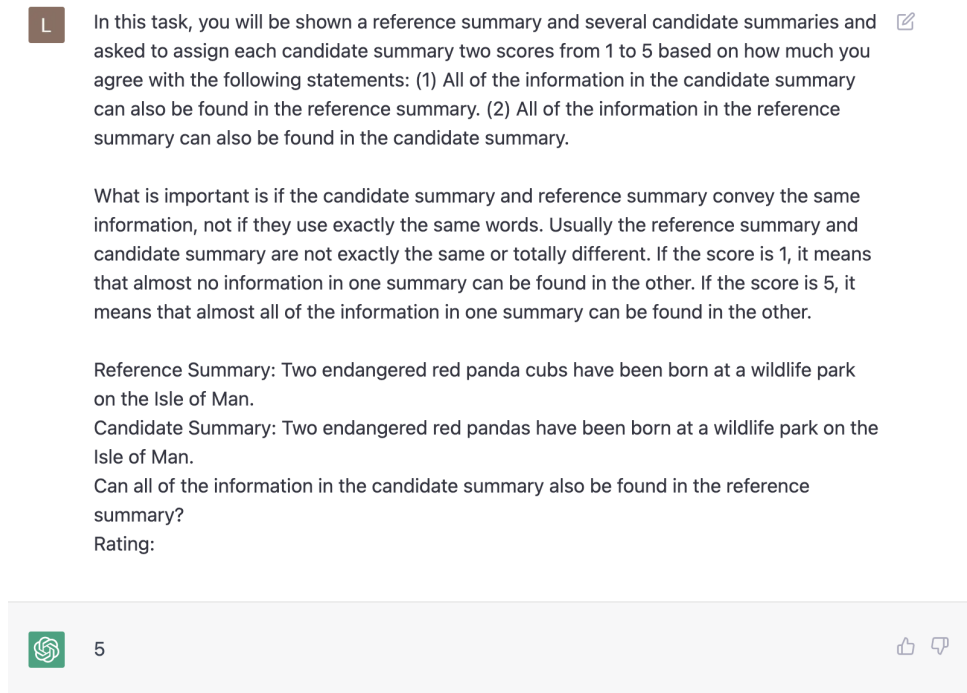 L
In this task, you will be shown a reference summary and several candidate summaries and
asked to assign each candidate summary two scores from 1 to 5 based on how much you
agree with the following statements: (1) All of the information in the candidate summary
can also be found in the reference summary. (2) All of the information in the reference
summary can also be found in the candidate summary.
What is important is if the candidate summary and reference summary convey the same
information, not if they use exactly the same words. Usually the reference summary and
candidate summary are not exactly the same or totally different. If the score is 1, it means
that almost no information in one summary can be found in the other. If the score is 5, it
means that almost all of the information in one summary can be found in the other.
Reference Summary: Two endangered red panda cubs have been born at a wildlife park
on the Isle of Man.
Candidate Summary: Two endangered red pandas have been born at a wildlife park on the
Isle of Man.
Can all of the information in the candidate summary also be found in the reference
summary?
Rating:
5